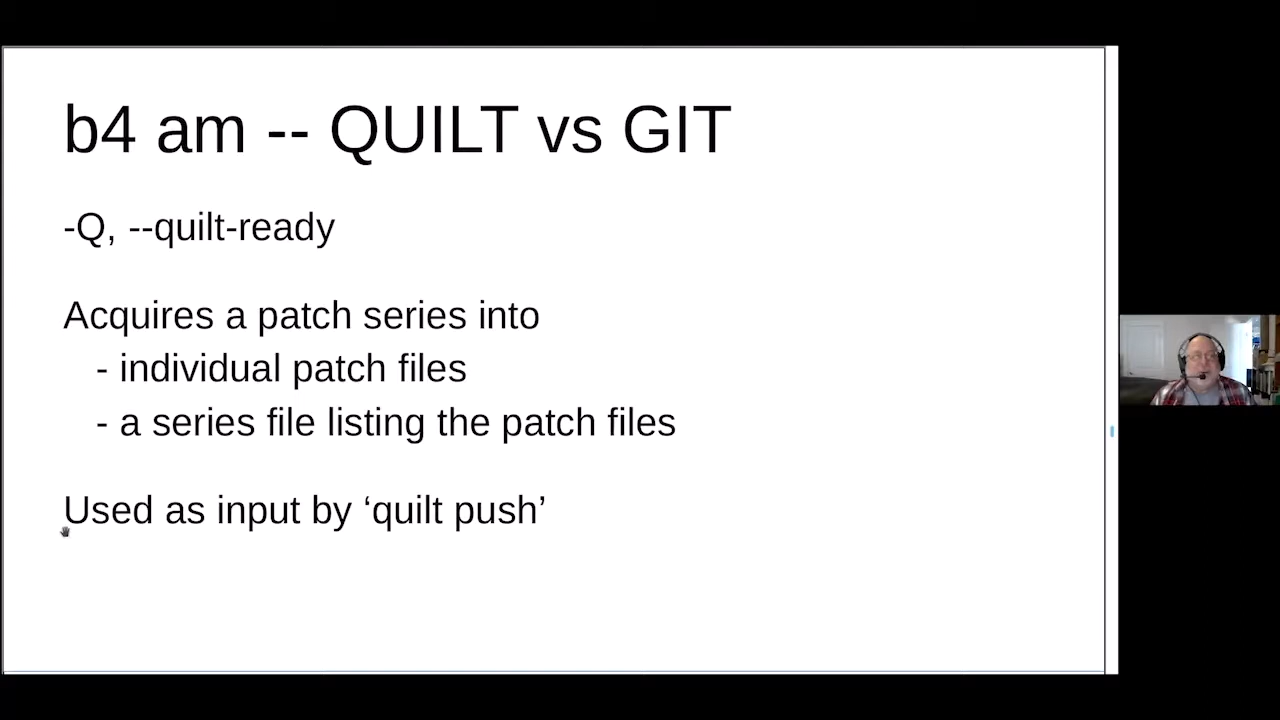 b4 am -- QUILT vs GIT
-Q, --quilt-ready
Acquires a patch series into
- individual patch files
- a series file listing the patch files
Used as input by ‘quilt push’